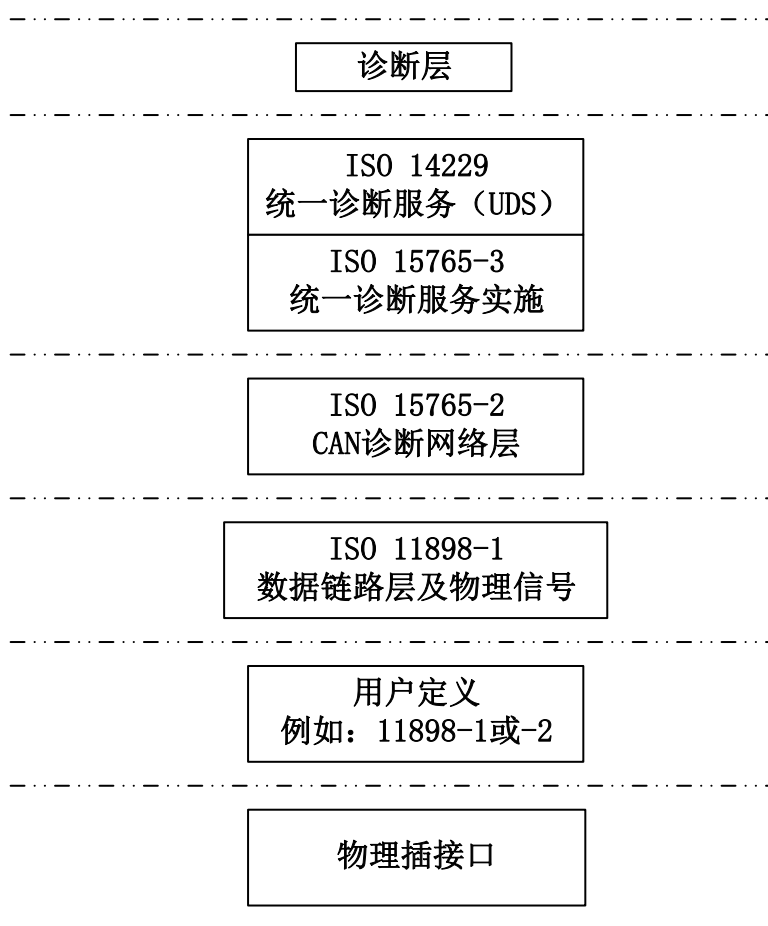 诊断层
ISO 14229
统一诊断服务（UDS）
ISO 15765-3
统一诊断服务实施
ISO 15765-2
CAN诊断网络层
ISO 11898-1
数据链路层及物理信号
用户定义
例如：11898-1或-2
物理插接口